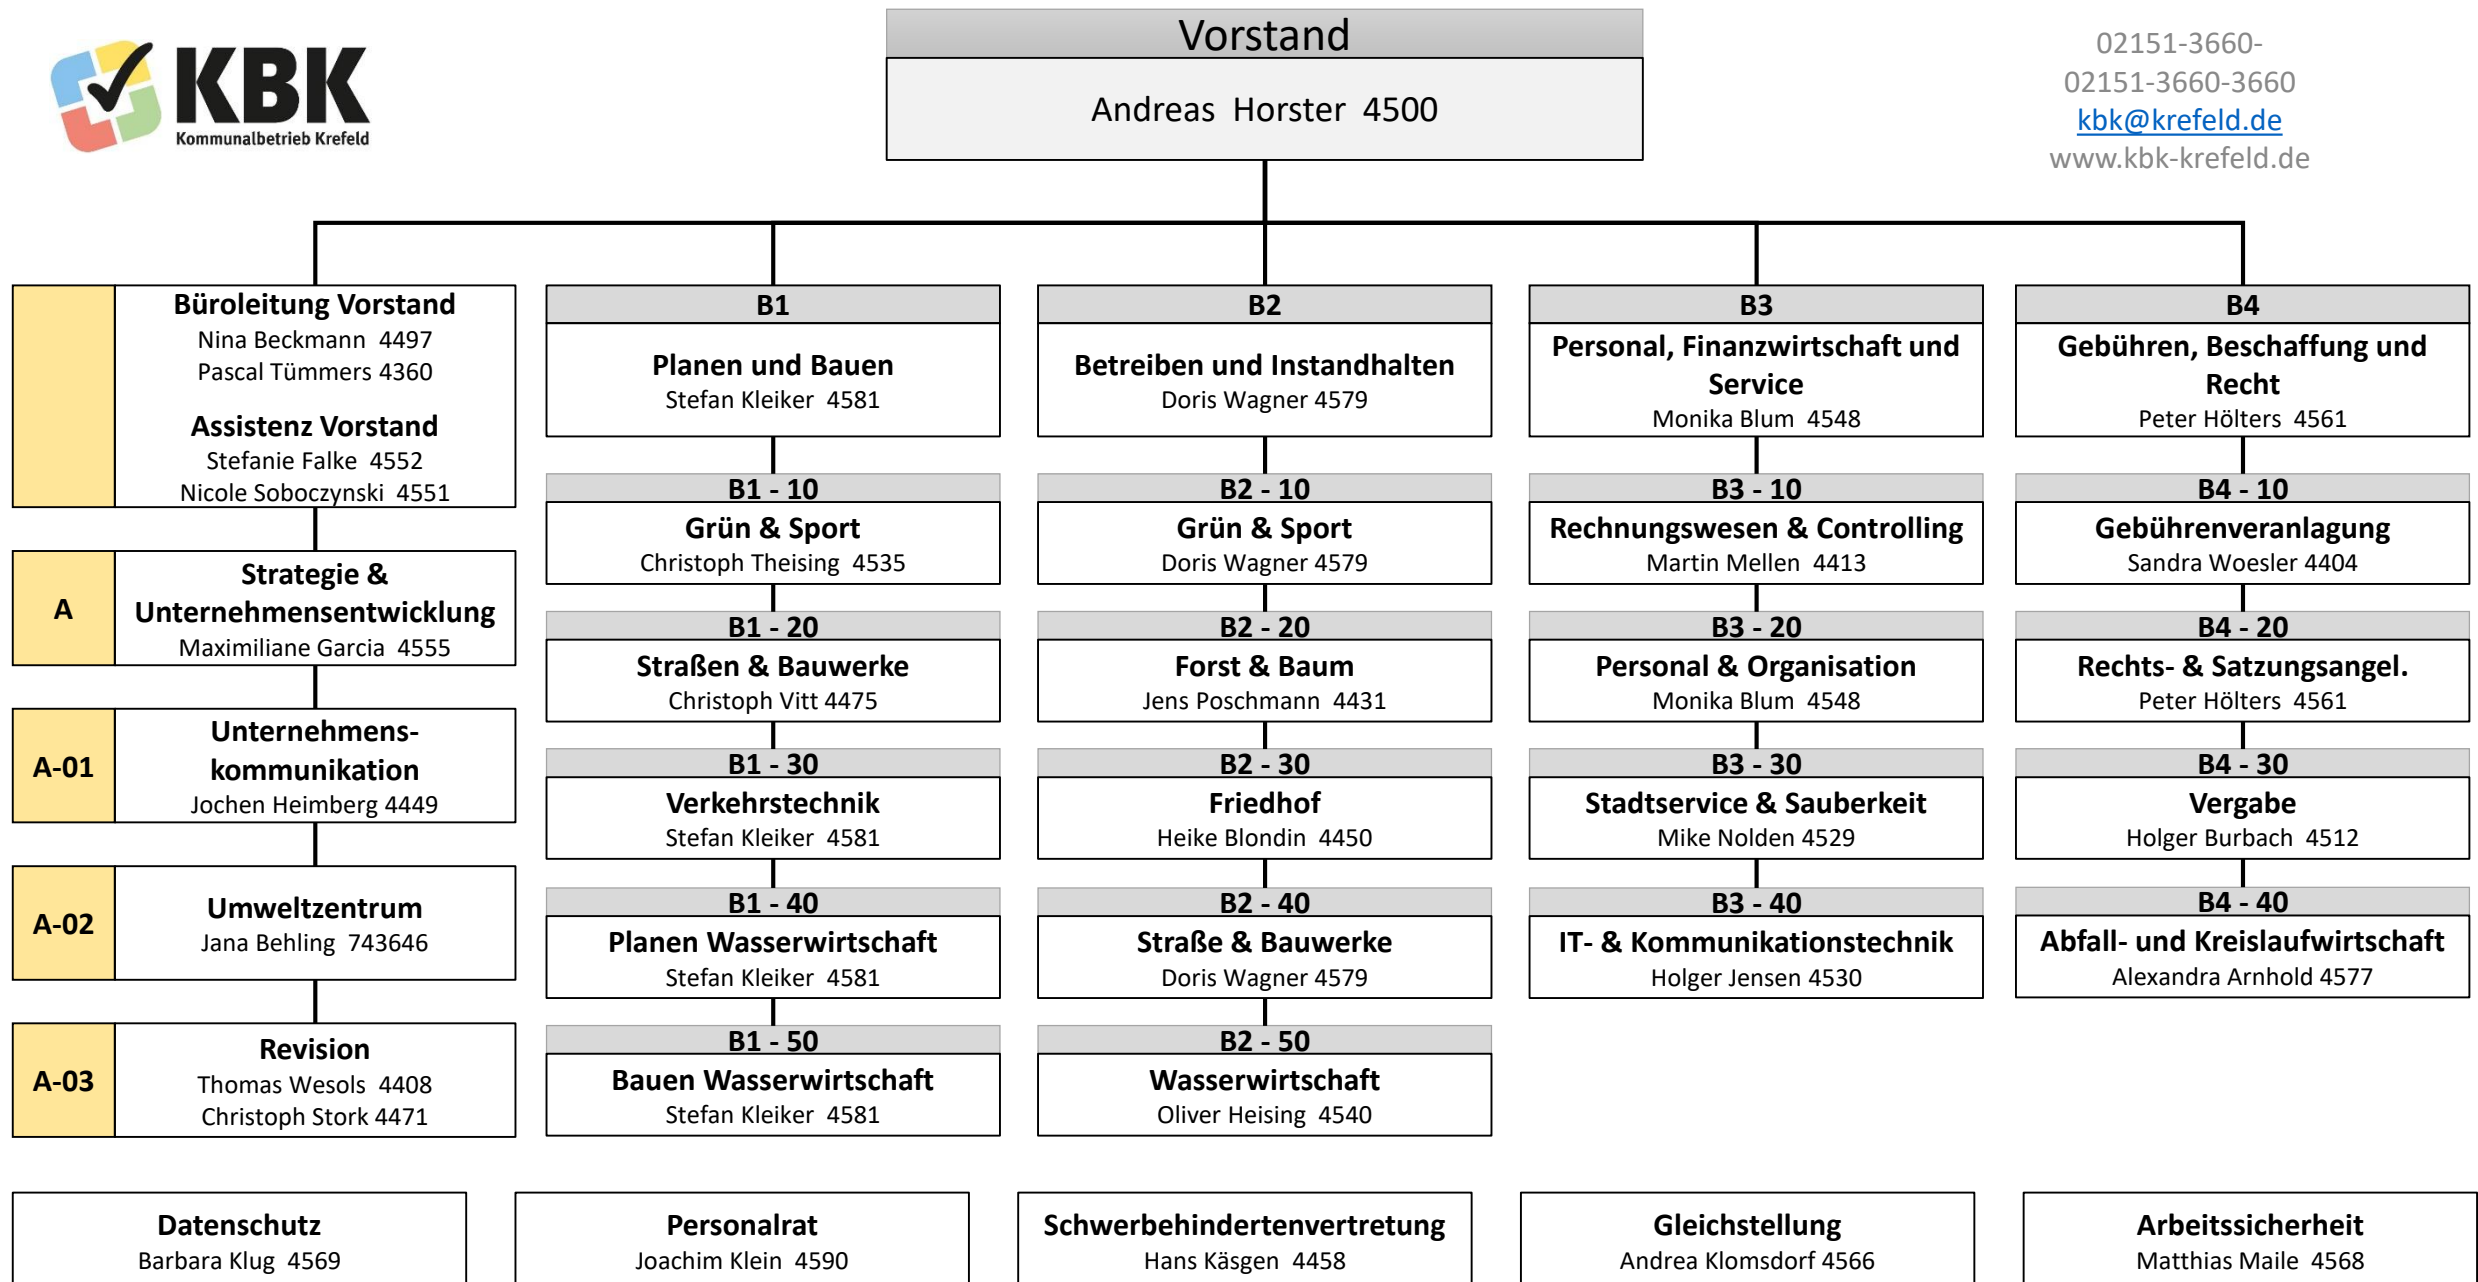 KBK
Kommunalbetrieb Krefeld
Vorstand
Andreas Horster 4500
02151-3660-
02151-3660-3660
kbk@krefeld.de
www.kbk-krefeld.de
Büroleitung Vorstand
Nina Beckmann 4497
Pascal Tümmers 4360
Assistenz Vorstand
Stefanie Falke 4552
Nicole Soboczynski 4551
A
Strategie &
Unternehmensentwicklung
Maximiliane Garcia 4555
A-01
Unternehmens-
kommunikation
Jochen Heimberg 4449
A-02
Umweltzentrum
Jana Behling 743646
A-03
Revision
Thomas Wesols 4408
Christoph Stork 4471
B1
Planen und Bauen
Stefan Kleiker 4581
B1 - 10
Grün & Sport
Christoph Theising 4535
B1 - 20
Straßen & Bauwerke
Christoph Vitt 4475
B1 - 30
Verkehrstechnik
Stefan Kleiker 4581
B1 - 40
Planen Wasserwirtschaft
Stefan Kleiker 4581
B1 - 50
Bauen Wasserwirtschaft
Stefan Kleiker 4581
B2
Betreiben und Instandhalten
Doris Wagner 4579
B2 - 10
Grün & Sport
Doris Wagner 4579
B2 - 20
Forst & Baum
Jens Poschmann 4431
B2 - 30
Friedhof
Heike Blondin 4450
B2 - 40
Straße & Bauwerke
Doris Wagner 4579
B2 - 50
Wasserwirtschaft
Oliver Heising 4540
B3
Personal, Finanzwirtschaft und
Service
Monika Blum 4548
B3 - 10
Rechnungswesen & Controlling
Martin Mellen 4413
B3 - 20
Personal & Organisation
Monika Blum 4548
B3 - 30
Stadtservice & Sauberkeit
Mike Nolden 4529
B3 - 40
IT- & Kommunikationstechnik
Holger Jensen 4530
B4
Gebühren, Beschaffung und
Recht
Peter Hölters 4561
B4 - 10
Gebührenveranlagung
Sandra Woesler 4404
B4 - 20
Rechts- & Satzungsangel.
Peter Hölters 4561
B4 - 30
Vergabe
Holger Burbach 4512
B4 - 40
Abfall- und Kreislaufwirtschaft
Alexandra Arnhold 4577
Datenschutz
Barbara Klug 4569
Personalrat
Joachim Klein 4590
Schwerbehindertenvertretung
Hans Käsgen 4458
Gleichstellung
Andrea Klomsdorf 4566
Arbeitssicherheit
Matthias Maile 4568